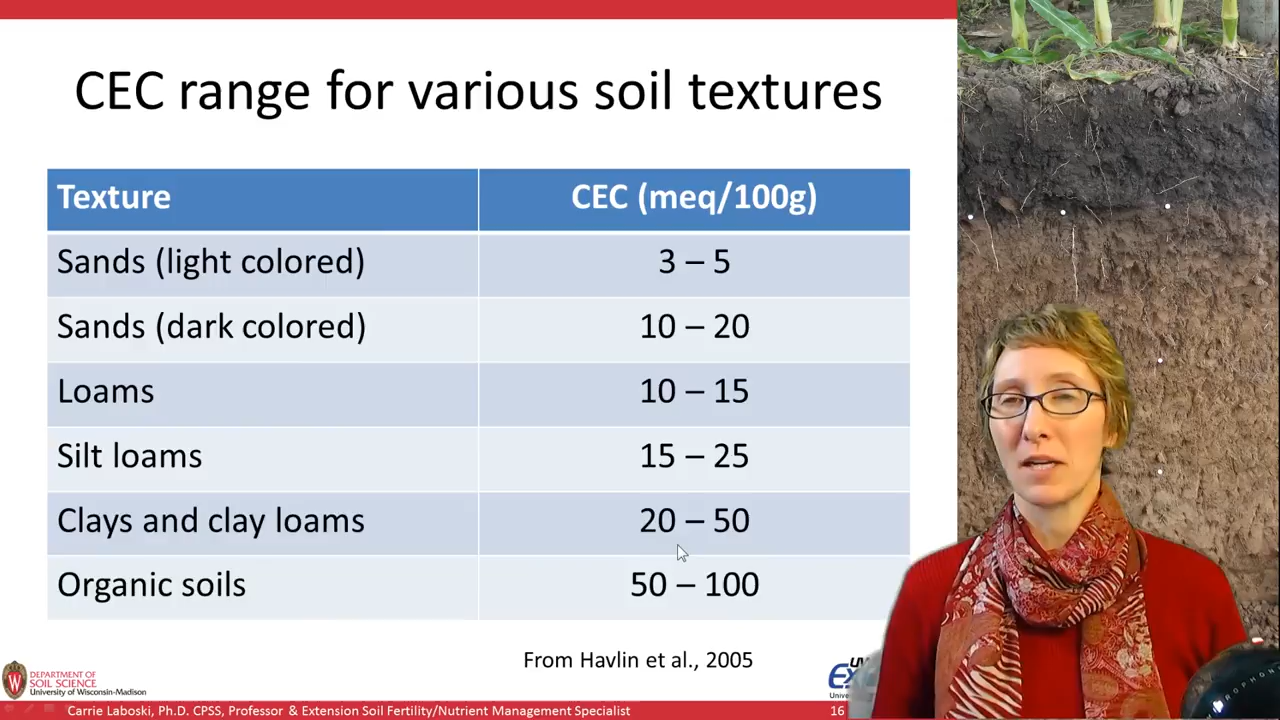 CEC range for various soil textures
Texture CEC (meq/100g)
Sands (light colored) 3 – 5
Sands (dark colored) 10 – 20
Loams 10 – 15
Silt loams 15 – 25
Clays and clay loams 20 – 50
Organic soils 50 – 100
From Havlin et al., 2005
W
DEPARTMENT OF
SOIL SCIENCE
University of Wisconsin-Madison
Carrie Laboski, Ph.D. CPSS, Professor & Extension Soil Fertility/Nutrient Management Specialist 16